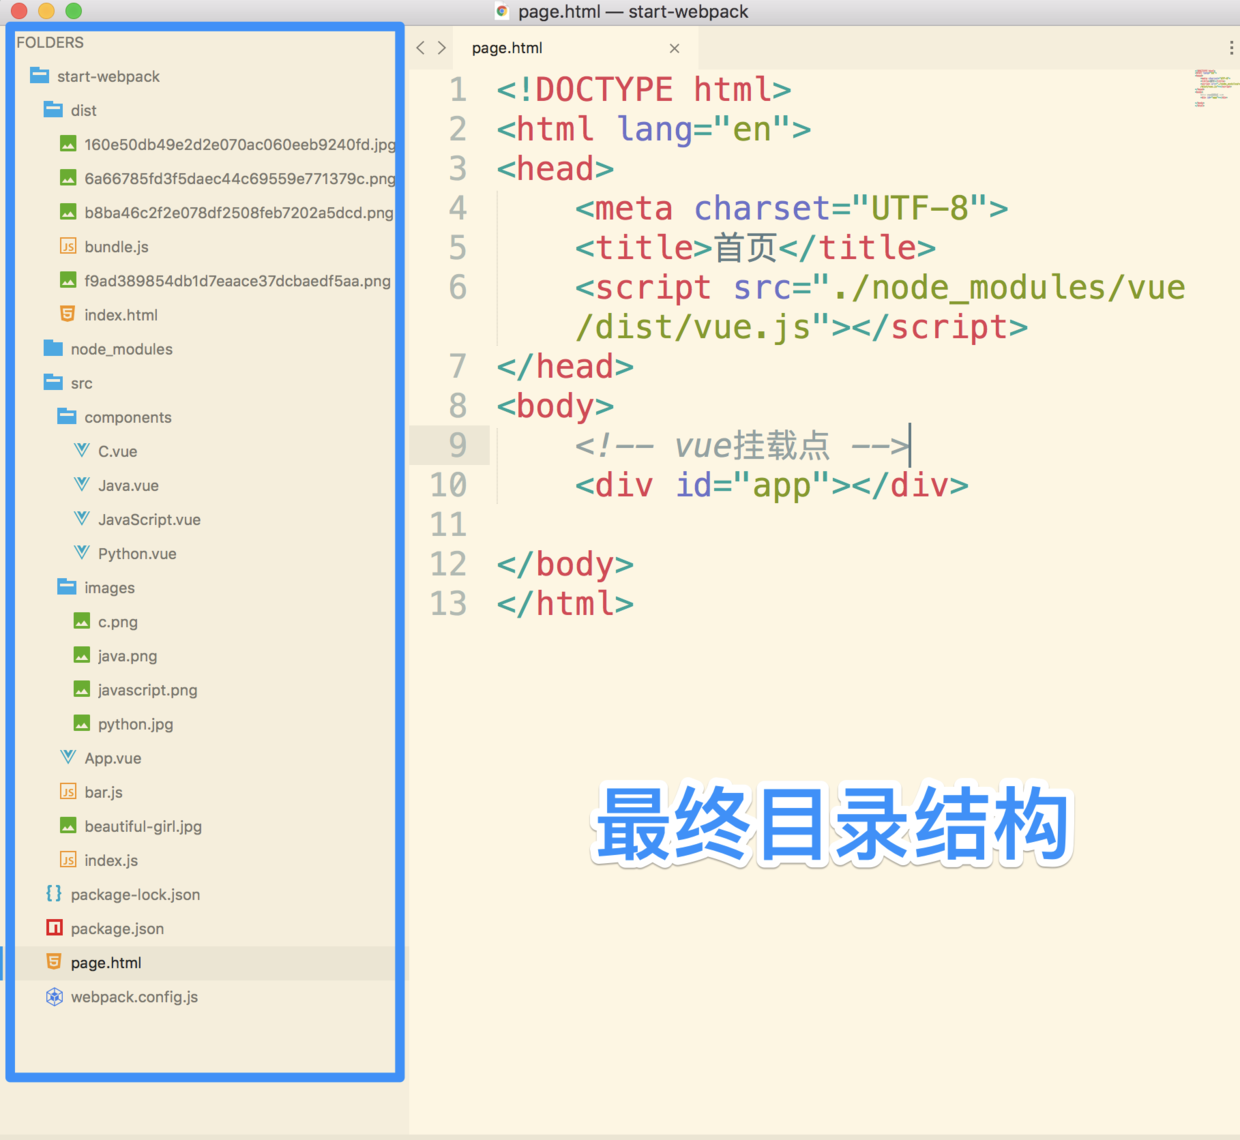 page.html — start-webpack
FOLDERS
start-webpack
dist
160e50db49e2d2e070ac060eeb9240fd.jpg
6a66785fd3f5daec44c69559e771379c.png
b8ba46c2f2e078df2508feb7202a5dcd.png
JS bundle.js
f9ad389854db1d7eaace37dcbaedf5aa.png
index.html
node_modules
src
components
C.vue
Java.vue
JavaScript.vue
Python.vue
images
c.png
java.png
javascript.png
python.jpg
App.vue
JS bar.js
beautiful-girl.jpg
JS index.js
package-lock.json
package.json
page.html
webpack.config.js
page.html
1 <!DOCTYPE html>
2 <html lang="en">
3 <head>
4 <meta charset="UTF-8">
5 <title>首页</title>
6 <script src="./node_modules/vue
/dist/vue.js"></script>
7 </head>
8 <body>
9 <!-- vue挂载点 -->
10 <div id="app"></div>
11
12 </body>
13 </html>
最终目录结构